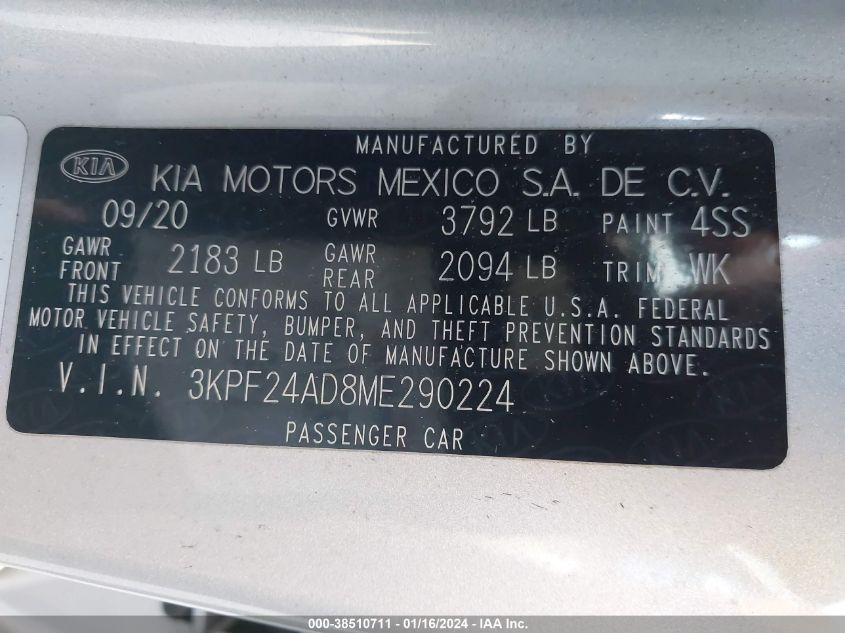 MANUFACTURED BY
KIA KIA MOTORS MEXICO S.A. DE C.V.
09/20 GVWR 3792 LB PAINT 4SS
GAWR FRONT 2183 LB GAWR REAR 2094 LB TRIM WK
THIS VEHICLE CONFORMS TO ALL APPLICABLE U.S.A. FEDERAL
MOTOR VEHICLE SAFETY, BUMPER, AND THEFT PREVENTION STANDARDS
IN EFFECT ON THE DATE OF MANUFACTURE SHOWN ABOVE.
V.I.N. 3KPF24AD8ME290224
PASSENGER CAR
000-38510711 - 01/16/2024 - IAA Inc.